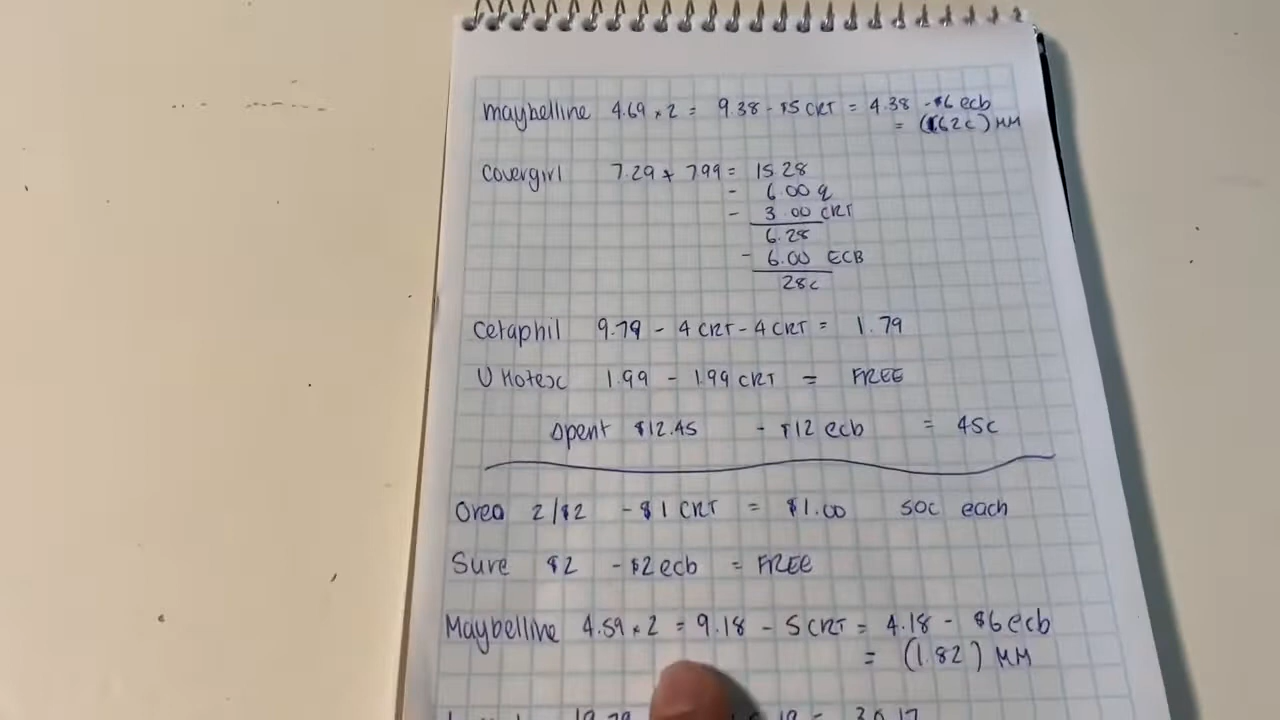 maybelline 4.69 x 2 = 9.38 - $5 CRT = 4.38 - $6 ecb
= (1.62c) MM
Covergirl 7.29 + 7.99 = 15.28
- 6.00 q
- 3.00 CRT
6.28
- 6.00 ECB
28c
Cetaphil 9.79 - 4 CRT - 4 CRT = 1.79
U Kotex 1.99 - 1.99 CRT = FREE
Spent $12.45 - $12 ecb = 45c
Oreo 2/$2 - $1 CRT = $1.00 50c each
Sure $2 - $2 ecb = FREE
Maybelline 4.59 x 2 = 9.18 - 5 CRT = 4.18 - $6 ecb
= (1.82) MM